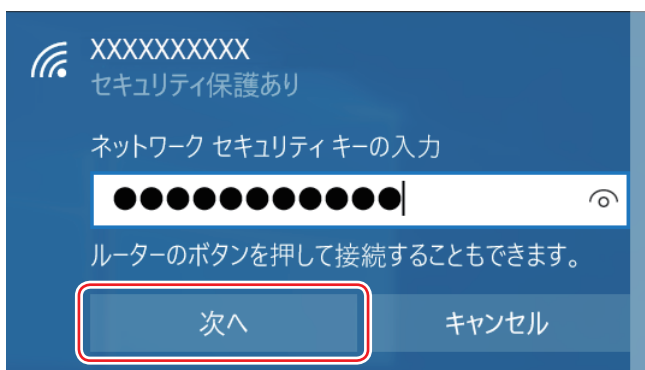 XXXXXXXXXX
セキュリティ保護あり
ネットワーク セキュリティ キーの入力
●●●●●●●●●●●
ルーターのボタンを押して接続することもできます。
次へ
キャンセル